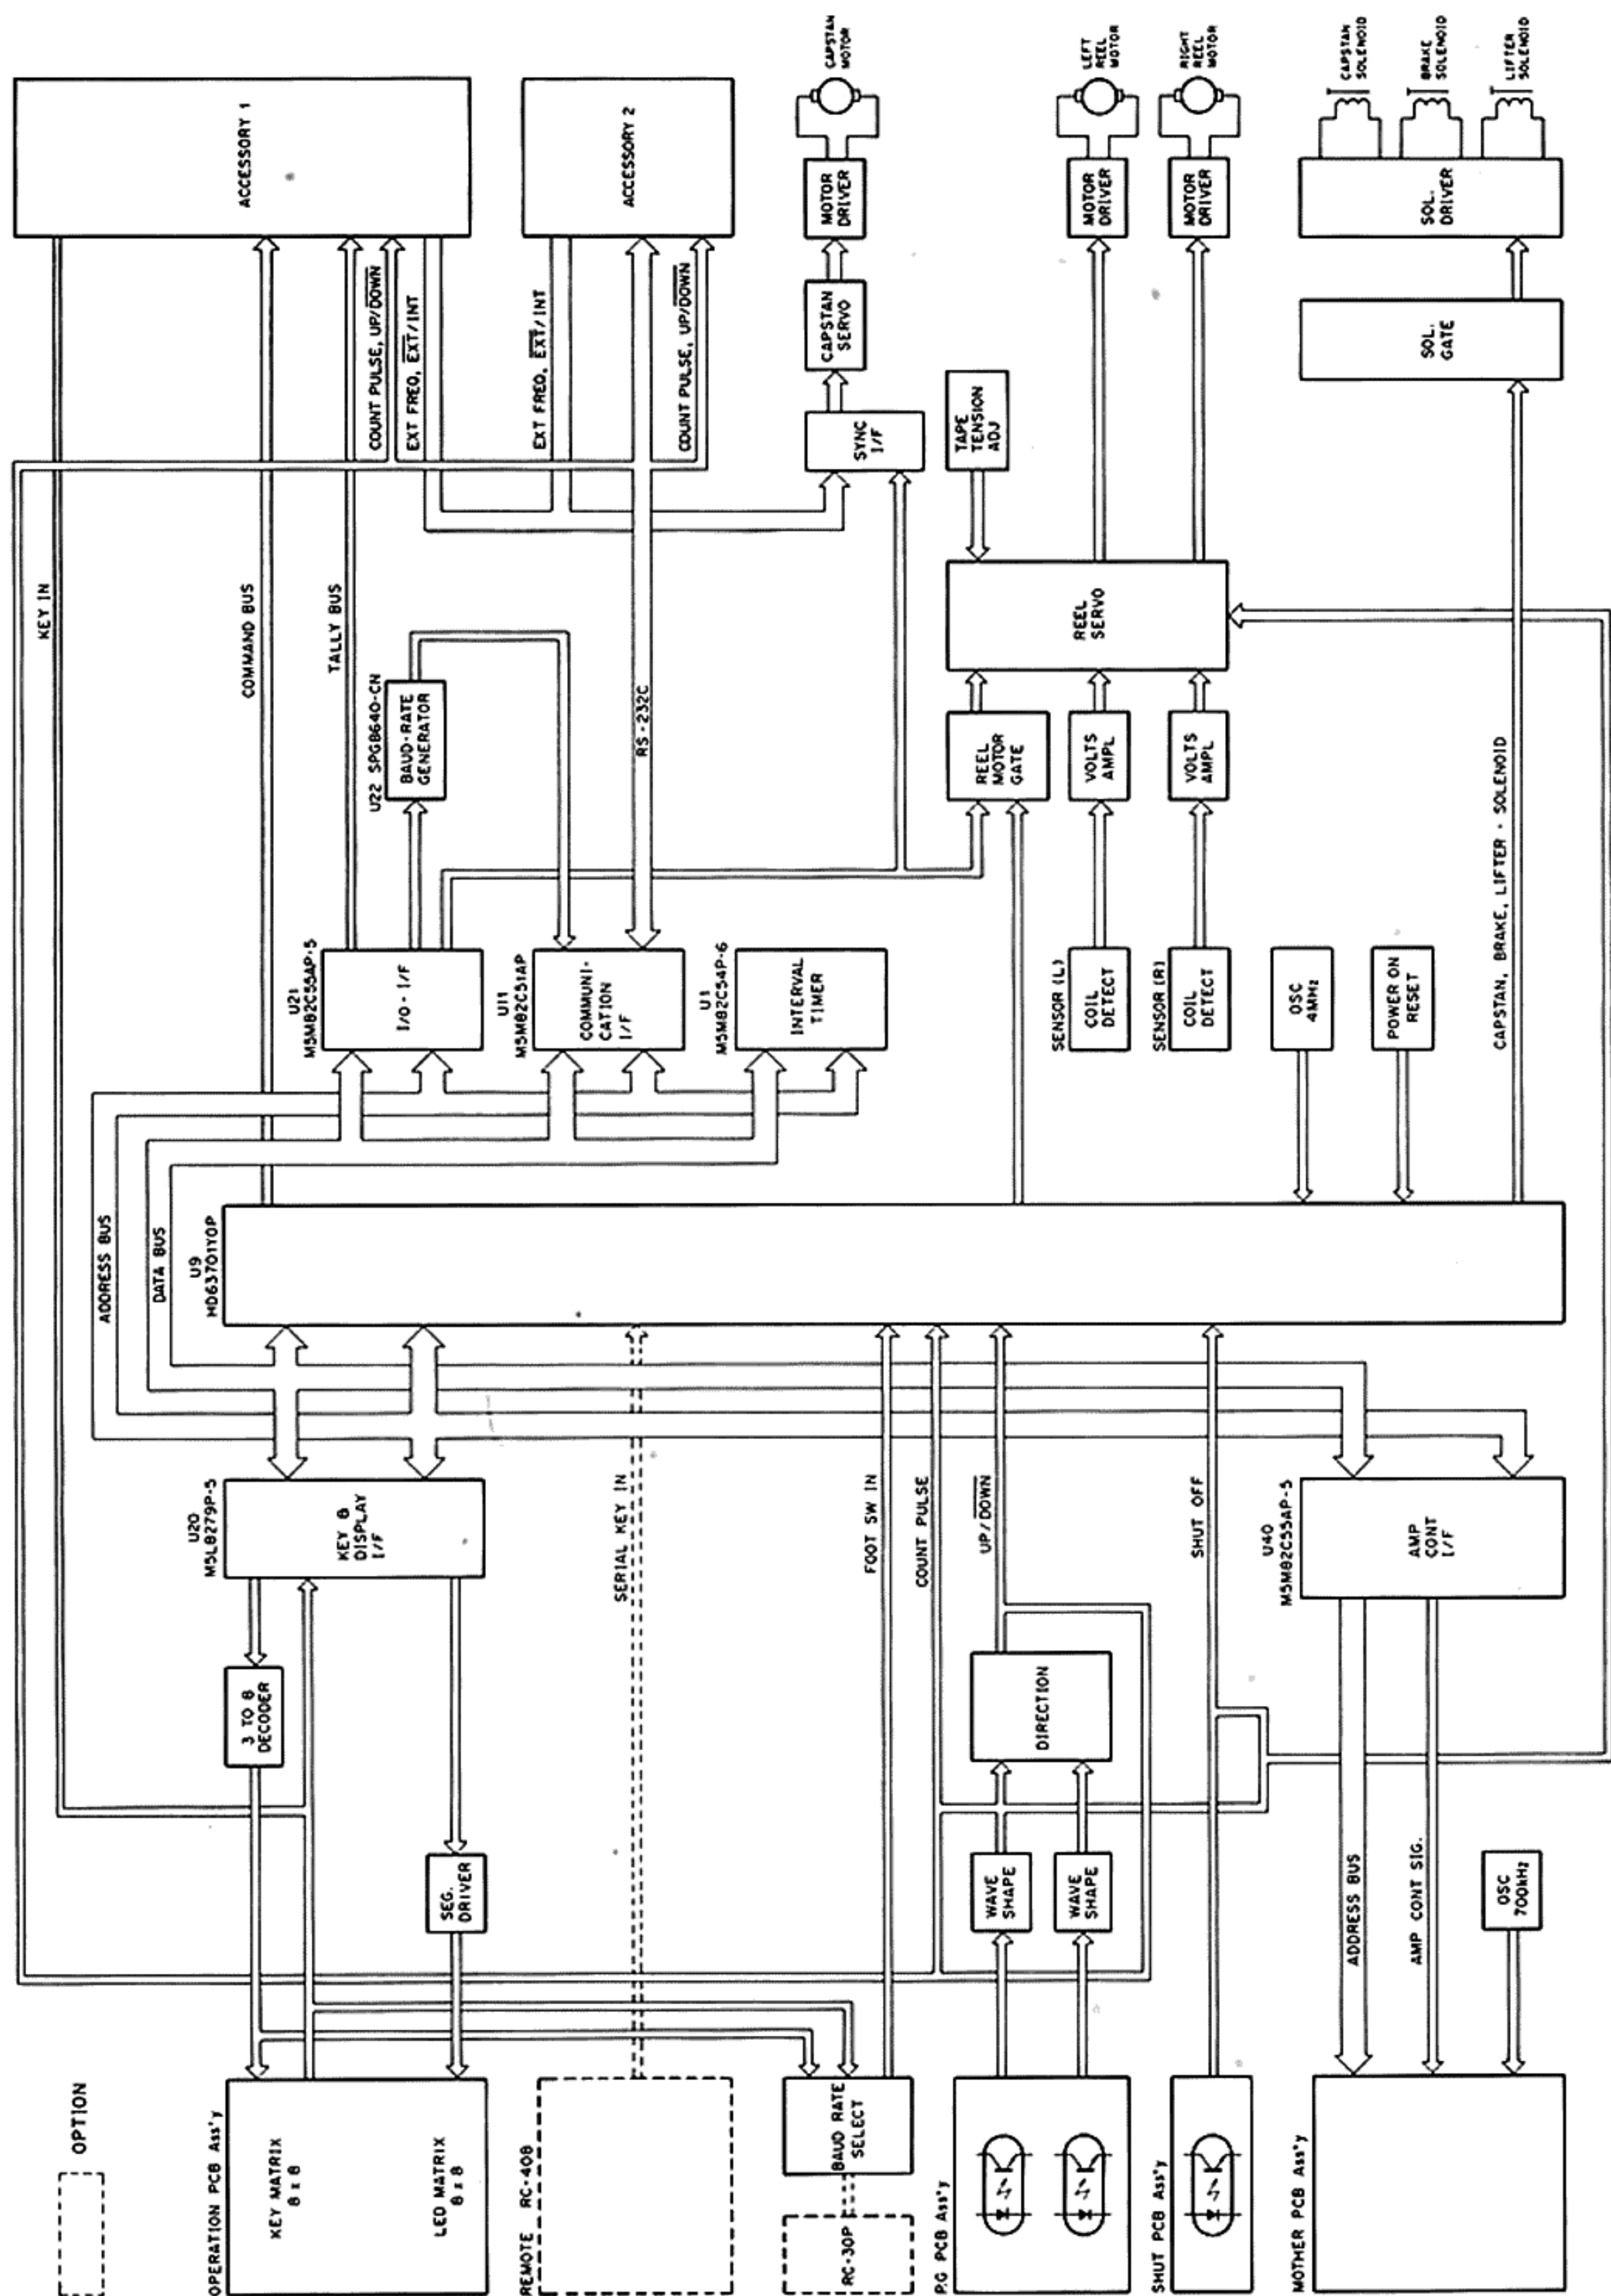 OPTION
OPERATION PCB Ass'y
KEY MATRIX
8 x 8
LED MATRIX
8 x 8
REMOTE RC-408
RC-30P
BAUD RATE
SELECT
P.G PCB Ass'y
SHUT PCB Ass'y
MOTHER PCB Ass'y
3 TO 8
DECODER
SEG.
DRIVER
WAVE
SHAPE
WAVE
SHAPE
DIRECTION
OSC
700kHz
ADDRESS BUS
AMP CONT SIG.
U20
M5L8279P-5
KEY &
DISPLAY
I/F
SERIAL KEY IN
FOOT SW IN
COUNT PULSE
UP/DOWN
SHUT OFF
U40
M5M82C55AP-5
AMP
CONT
I/F
ADDRESS BUS
DATA BUS
U9
HD63701Y0P
U21
M5M82C55AP-5
I/O - I/F
U11
M5M82C51AP
COMMUNI-
CATION
I/F
U1
M5M82C54P-6
INTERVAL
TIMER
SENSOR (L)
COIL
DETECT
SENSOR (R)
COIL
DETECT
OSC
4MHz
POWER ON
RESET
CAPSTAN, BRAKE, LIFTER · SOLENOID
U22 SPG8640-CN
BAUD-RATE
GENERATOR
RS-232C
REEL
MOTOR
GATE
VOLTS
AMPL
VOLTS
AMPL
KEY IN
COMMAND BUS
TALLY BUS
REEL
SERVO
TAPE
TENSION
ADJ
SYNC
I/F
COUNT PULSE, UP/DOWN
EXT FREQ, EXT/INT
EXT FREQ, EXT/INT
COUNT PULSE, UP/DOWN
CAPSTAN
SERVO
SOL.
GATE
ACCESSORY 1
ACCESSORY 2
MOTOR
DRIVER
MOTOR
DRIVER
MOTOR
DRIVER
SOL.
DRIVER
CAPSTAN
MOTOR
LEFT
REEL
MOTOR
RIGHT
REEL
MOTOR
CAPSTAN
SOLENOID
BRAKE
SOLENOID
LIFTER
SOLENOID